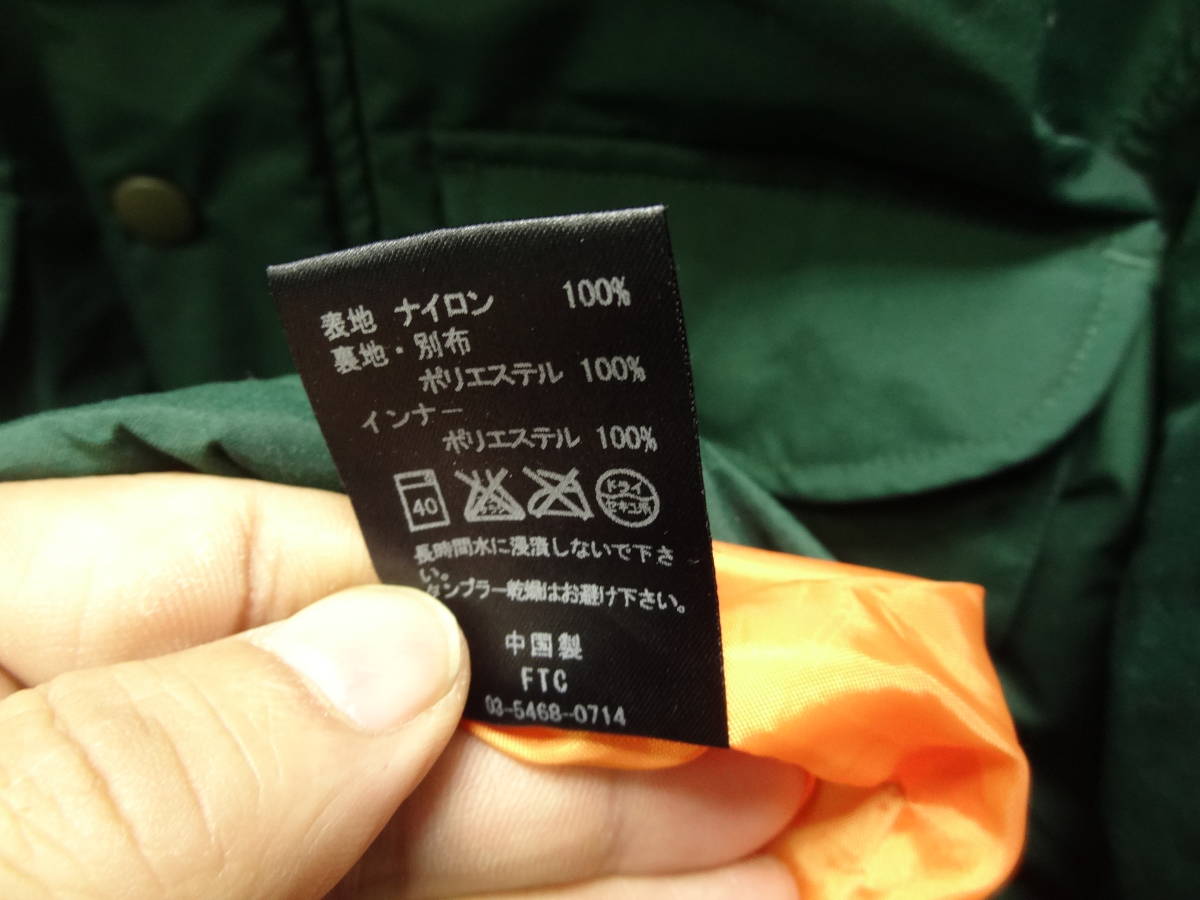 表地 ナイロン 100%
裏地・別布
ポリエステル 100%
インナー
ポリエステル 100%
40
ドライ
セキユ系
長時間水に浸漬しないで下さ
い。
タンブラー乾燥はお避け下さい。
中国製
FTC
03-5468-0714